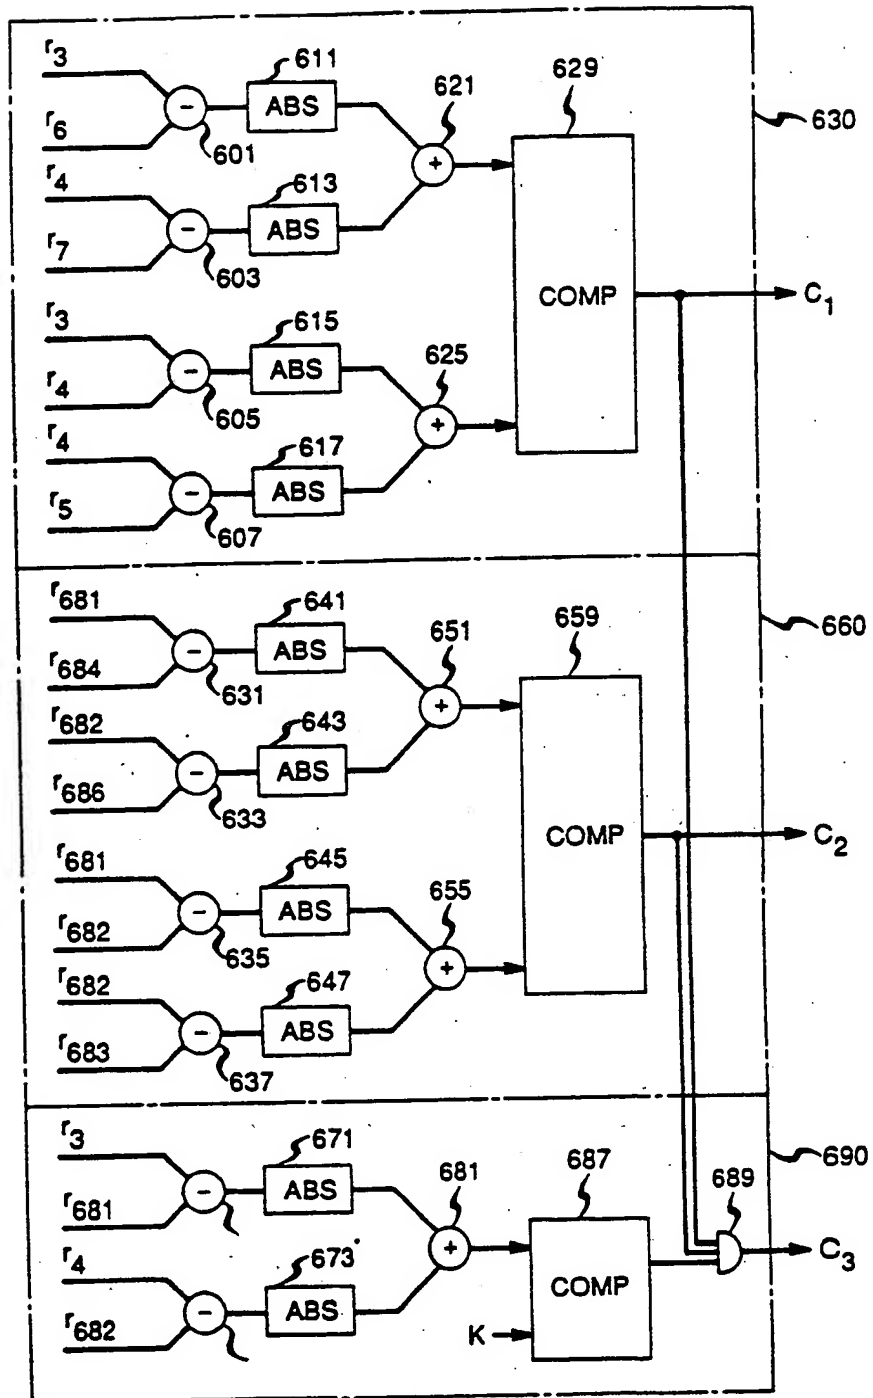 r3
611
621
629
−
ABS
+
630
r6
601
r4
613
−
ABS
r7
603
COMP
C1
r3
615
625
−
ABS
r4
605
+
r4
617
−
ABS
r5
607
r681
641
651
659
660
−
ABS
r684
631
+
r682
643
−
ABS
r686
633
COMP
C2
r681
645
655
−
ABS
r682
635
+
r682
647
−
ABS
r683
637
r3
671
681
687
689
690
−
ABS
r681
+
C3
r4
673
COMP
−
ABS
r682
K